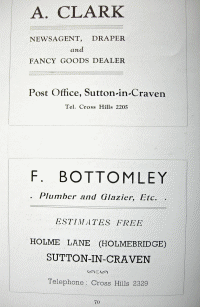 A. CLARK
NEWSAGENT, DRAPER
and
FANCY GOODS DEALER
Post Office, Sutton-in-Craven
Tel. Cross Hills 2205
F. BOTTOMLEY
. Plumber and Glazier, Etc. .
ESTIMATES FREE
HOLME LANE (HOLMEBRIDGE)
SUTTON-IN-CRAVEN
Telephone: Cross Hills 2329
70